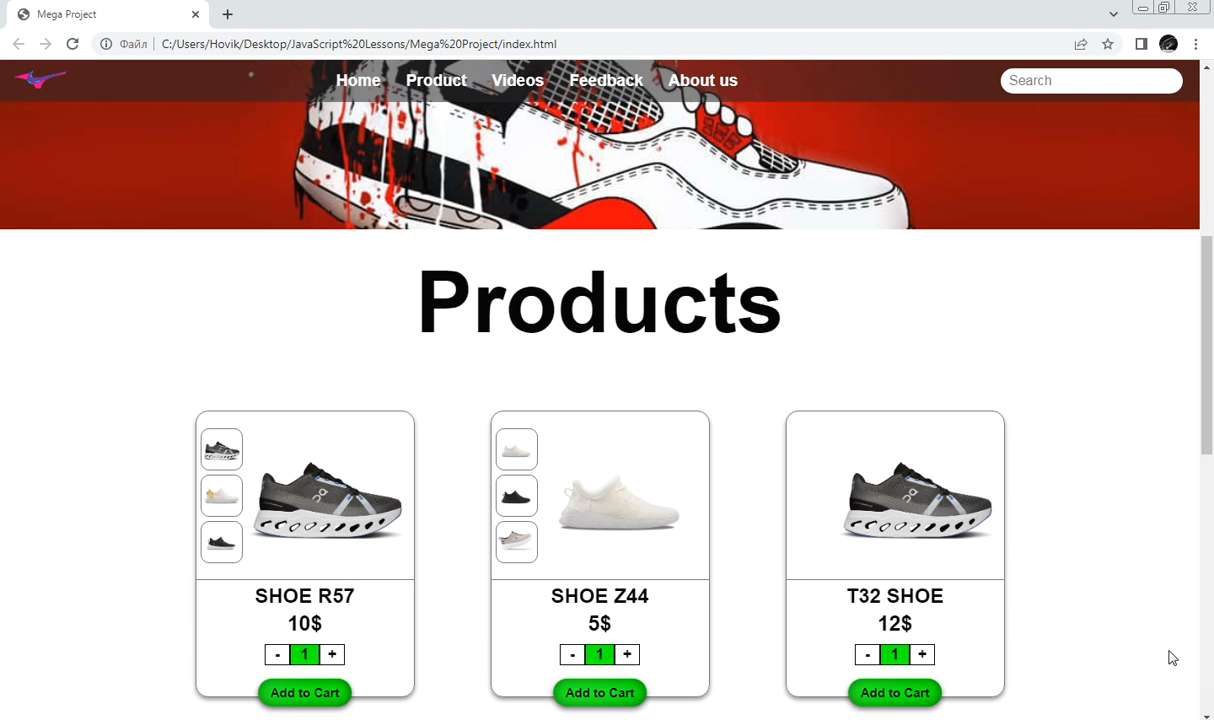 Mega Project
Файл
C:/Users/Hovik/Desktop/JavaScript%20Lessons/Mega%20Project/index.html
Home Product Videos Feedback About us
Search
Products
SHOE R57
10$
- 1 +
Add to Cart
SHOE Z44
5$
- 1 +
Add to Cart
T32 SHOE
12$
- 1 +
Add to Cart